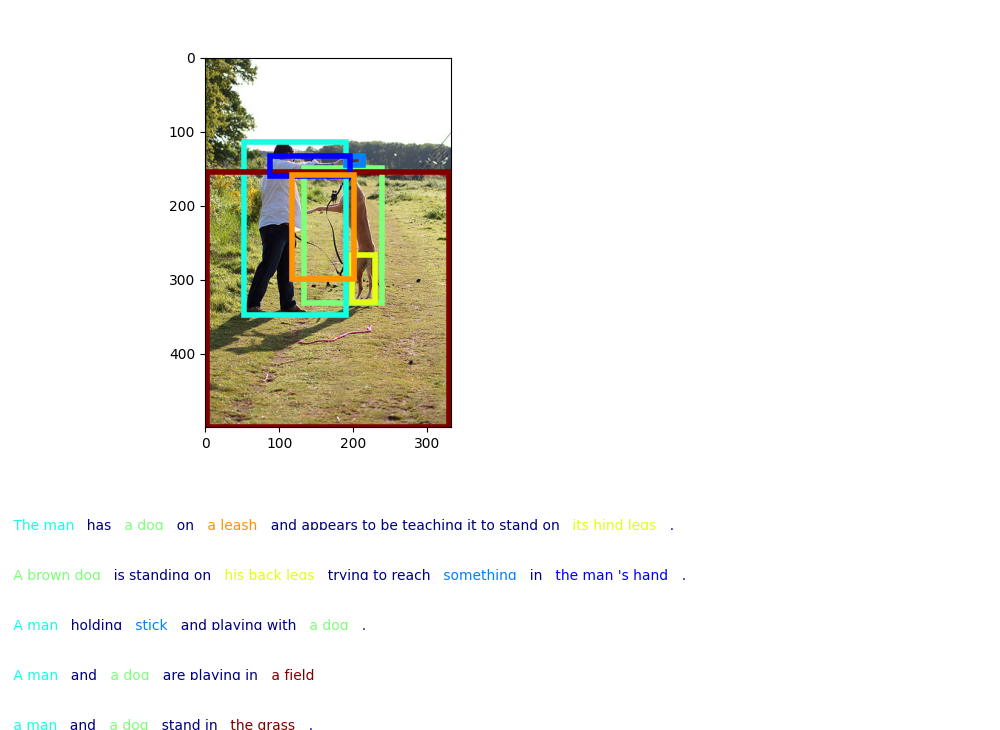 0
100
200
300
400
0 100 200 300
The man has a dog on a leash and appears to be teaching it to stand on its hind legs .
A brown dog is standing on his back legs trying to reach something in the man 's hand .
A man holding stick and playing with a dog .
A man and a dog are playing in a field
a man and a dog stand in the grass .